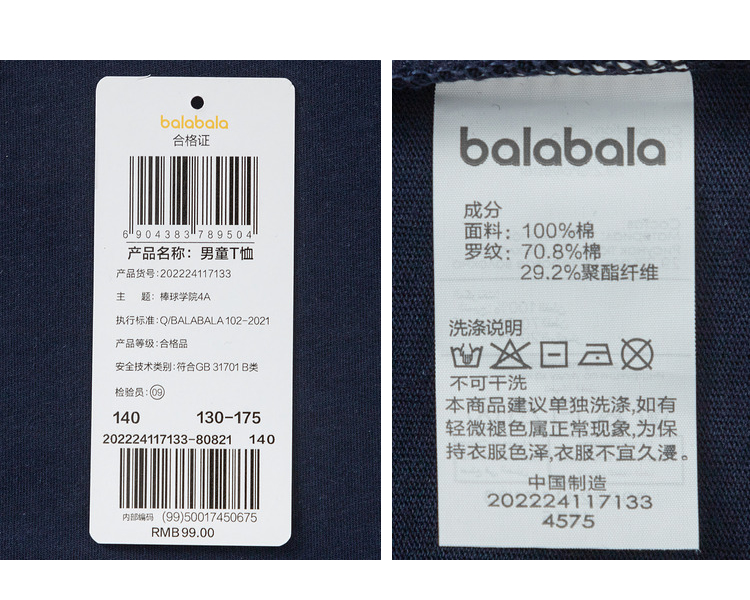 balabala
合格证
6 904383 789504
产品名称：男童T恤
产品货号:202224117133
主 题：棒球学院4A
执行标准：Q/BALABALA 102-2021
产品等级：合格品
安全技术类别：符合GB 31701 B类
检验员：09
140 130-175
202224117133-80821 140
内部编码 (99)50017450675
RMB 99.00
balabala
成分
面料：100%棉
罗纹：70.8%棉
29.2%聚酯纤维
洗涤说明
不可干洗
本商品建议单独洗涤,如有
轻微褪色属正常现象,为保
持衣服色泽,衣服不宜久漫。
中国制造
202224117133
4575